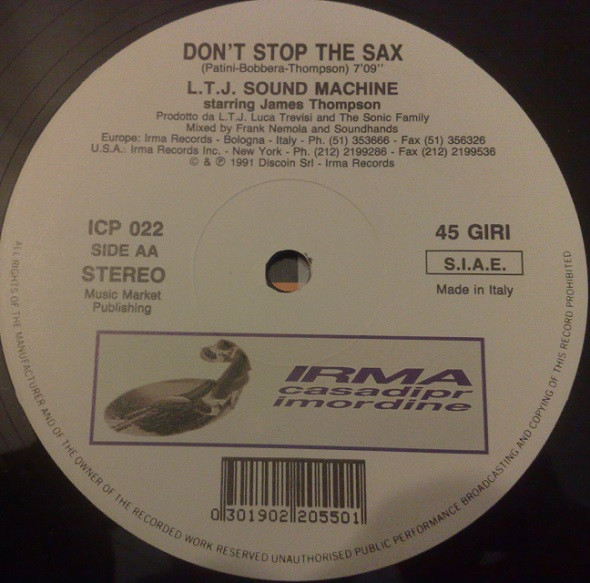 DON'T STOP THE SAX
(Patini-Bobbera-Thompson) 7'09''
L.T.J. SOUND MACHINE
starring James Thompson
Prodotto da L.T.J. Luca Trevisi and The Sonic Family
Mixed by Frank Nemola and Soundhands
Europe: Irma Records - Bologna - Italy - Ph. (51) 353666 - Fax (51) 356326
U.S.A.: Irma Records Inc. - New York - Ph. (212) 2199286 - Fax (212) 2199536
© & ℗ 1991 Discoin Srl - Irma Records
ICP 022
SIDE AA
STEREO
Music Market
Publishing
45 GIRI
S.I.A.E.
Made in Italy
IRMA
casadipr
imordine
0 301902 205501
ALL RIGHTS OF THE MANUFACTURER AND OF THE OWNER OF THE RECORDED WORK RESERVED UNAUTHORISED PUBLIC PERFORMANCE BROADCASTING AND COPYING OF THIS RECORD PROHIBITED